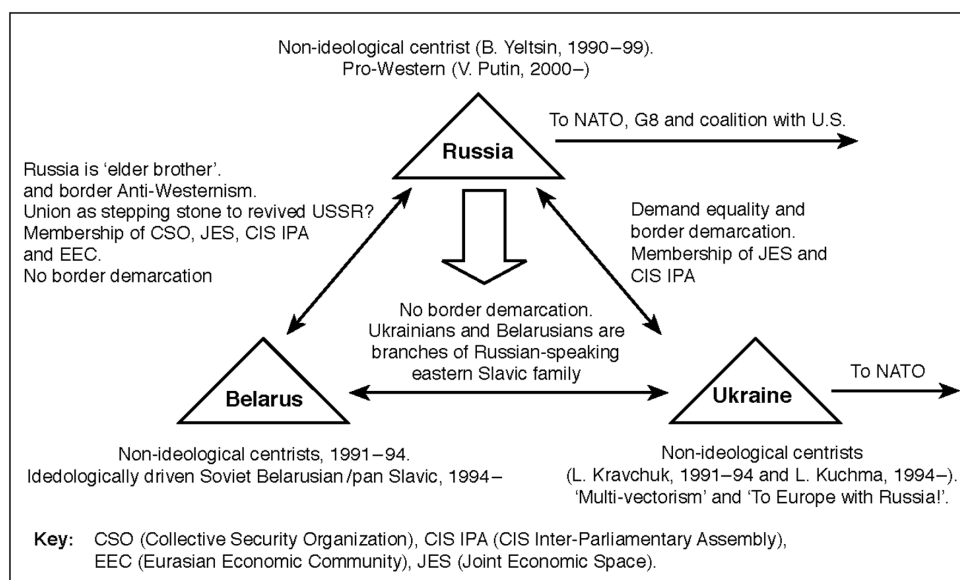 Non-ideological centrist (B. Yeltsin, 1990–99).
Pro-Western (V. Putin, 2000–)
Russia
To NATO, G8 and coalition with U.S.
Russia is ‘elder brother’.
and border Anti-Westernism.
Union as stepping stone to revived USSR?
Membership of CSO, JES, CIS IPA
and EEC.
No border demarcation
Demand equality and
border demarcation.
Membership of JES and
CIS IPA
No border demarcation.
Ukrainians and Belarusians are
branches of Russian-speaking
eastern Slavic family
Belarus
Ukraine
To NATO
Non-ideological centrists, 1991–94.
Idedologically driven Soviet Belarusian/pan Slavic, 1994–
Non-ideological centrists
(L. Kravchuk, 1991–94 and L. Kuchma, 1994–).
‘Multi-vectorism’ and ‘To Europe with Russia!’.
Key: CSO (Collective Security Organization), CIS IPA (CIS Inter-Parliamentary Assembly),
EEC (Eurasian Economic Community), JES (Joint Economic Space).